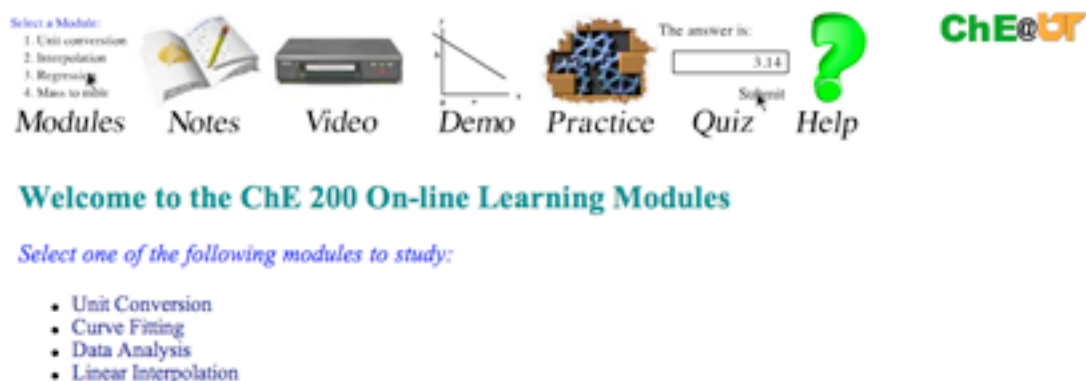 Select a Module:
1. Unit conversion
2. Interpolation
3. Regression
4. Mass to mole
The answer is:
3.14
Submit
ChE@UT
Modules Notes Video Demo Practice Quiz Help
Welcome to the ChE 200 On-line Learning Modules
Select one of the following modules to study:
• Unit Conversion
• Curve Fitting
• Data Analysis
• Linear Interpolation